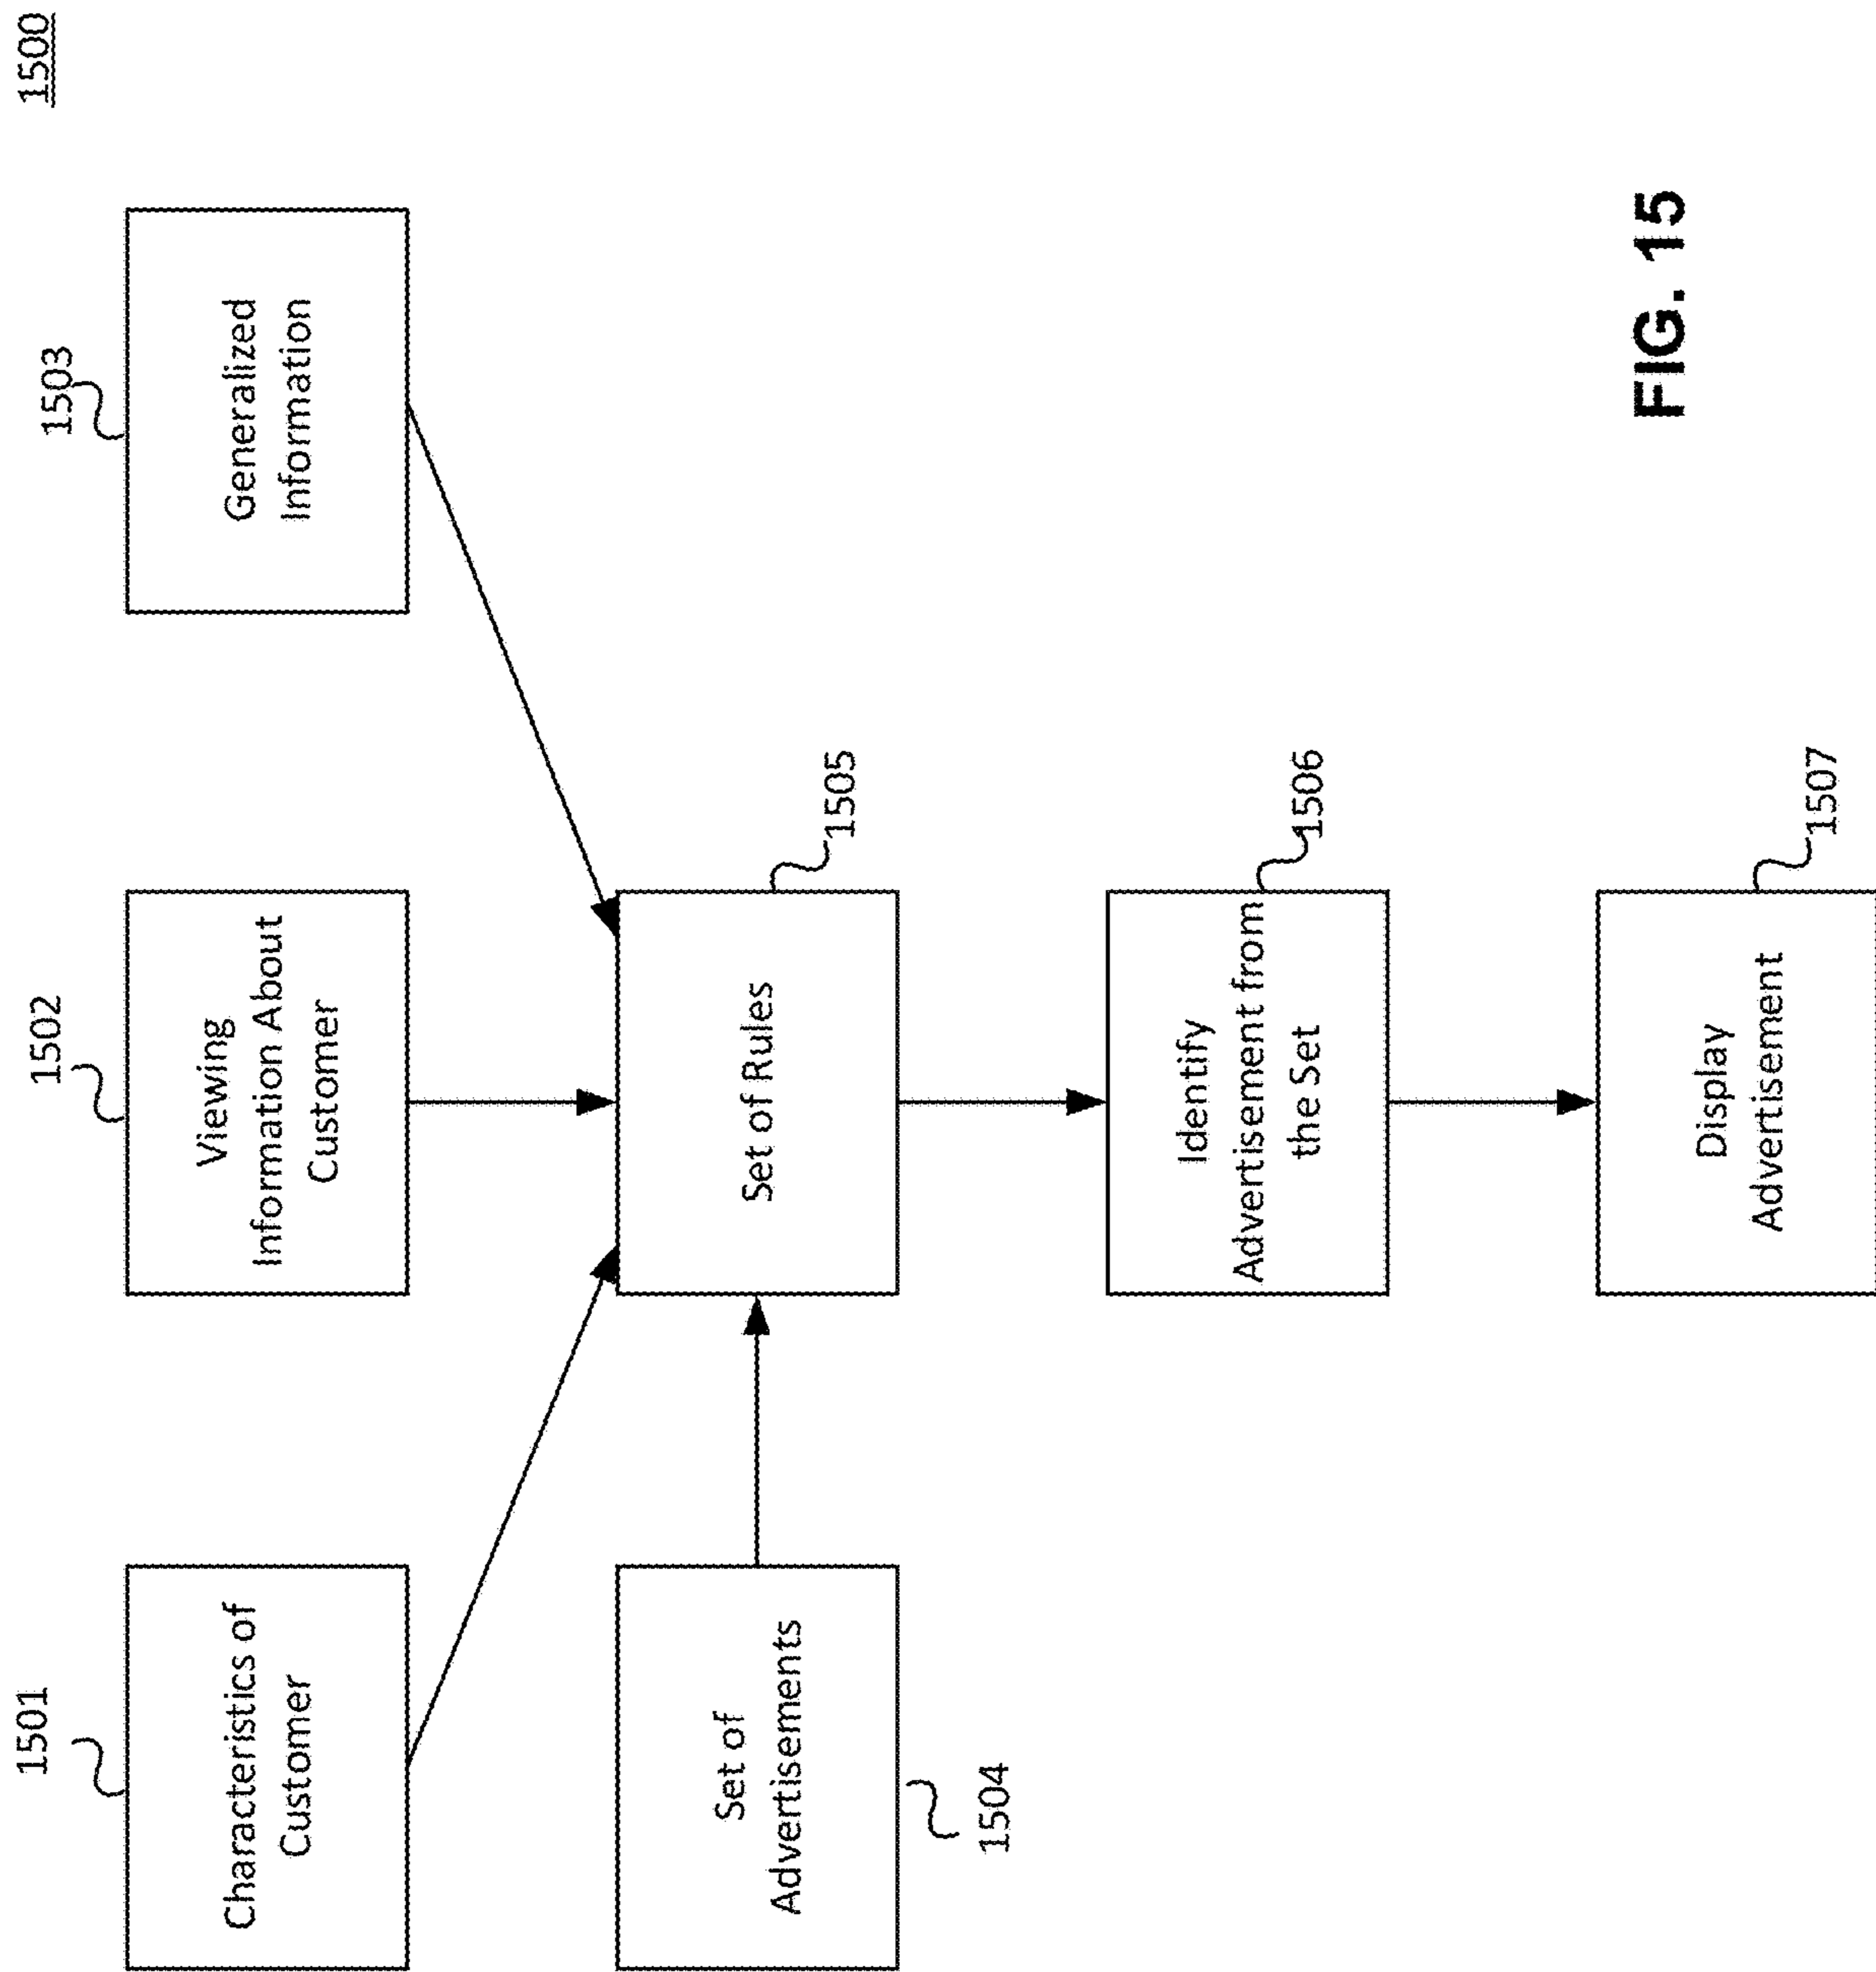 1500
1501
Characteristics of
Customer
1502
Viewing
Information About
Customer
1503
Generalized
Information
Set of
Advertisements
1504
Set of Rules
1505
Identify
Advertisement from
the Set
1506
Display
Advertisement
1507
FIG. 15